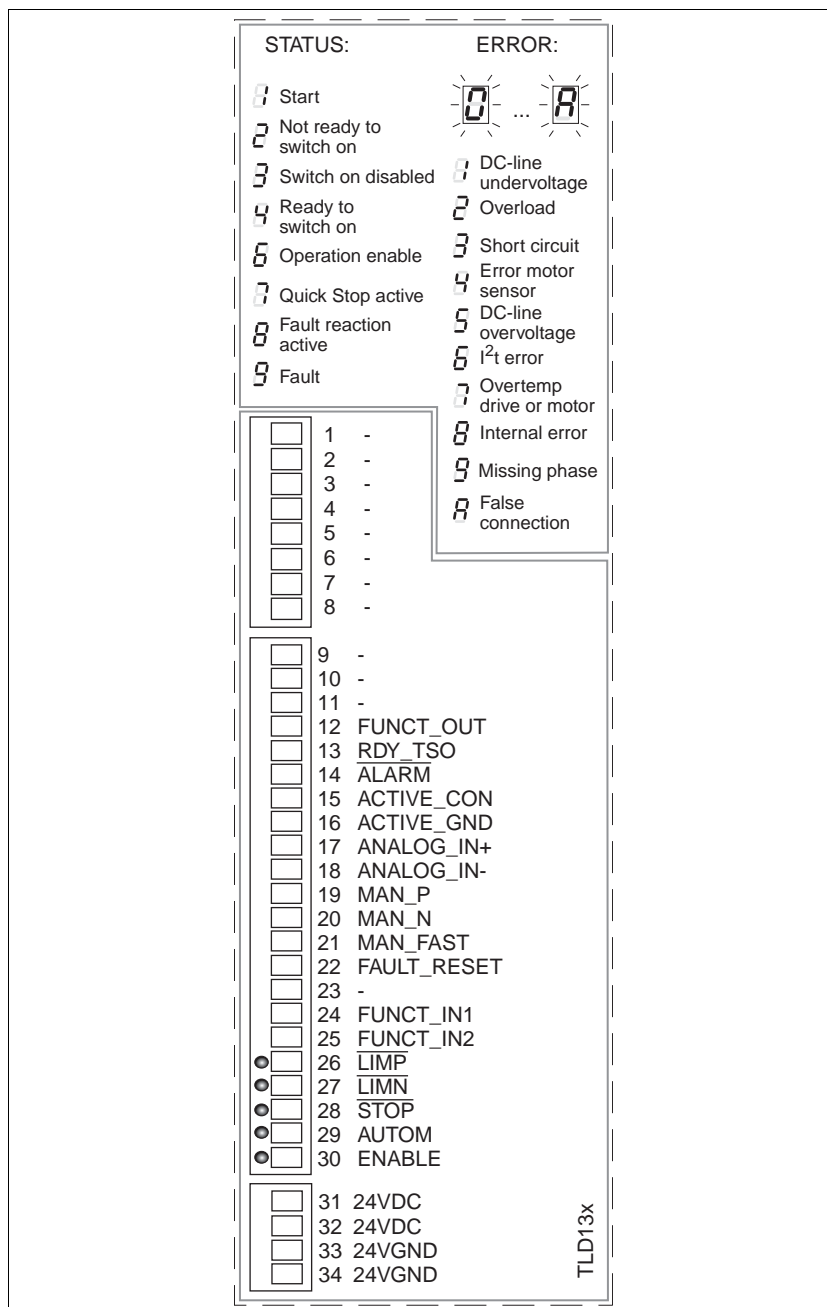 STATUS:
1 Start
2 Not ready to
switch on
3 Switch on disabled
4 Ready to
switch on
6 Operation enable
7 Quick Stop active
8 Fault reaction
active
9 Fault
ERROR:
0 ... A
1 DC-line
undervoltage
2 Overload
3 Short circuit
4 Error motor
sensor
5 DC-line
overvoltage
6 I²t error
7 Overtemp
drive or motor
8 Internal error
9 Missing phase
A False
connection
1 -
2 -
3 -
4 -
5 -
6 -
7 -
8 -
9 -
10 -
11 -
12 FUNCT_OUT
13 RDY_TSO
14 A̅L̅A̅R̅M̅
15 ACTIVE_CON
16 ACTIVE_GND
17 ANALOG_IN+
18 ANALOG_IN-
19 MAN_P
20 MAN_N
21 MAN_FAST
22 FAULT_RESET
23 -
24 FUNCT_IN1
25 FUNCT_IN2
26 L̅I̅M̅P̅
27 L̅I̅M̅N̅
28 S̅T̅O̅P̅
29 AUTOM
30 ENABLE
31 24VDC
32 24VDC
33 24VGND
34 24VGND
TLD13x